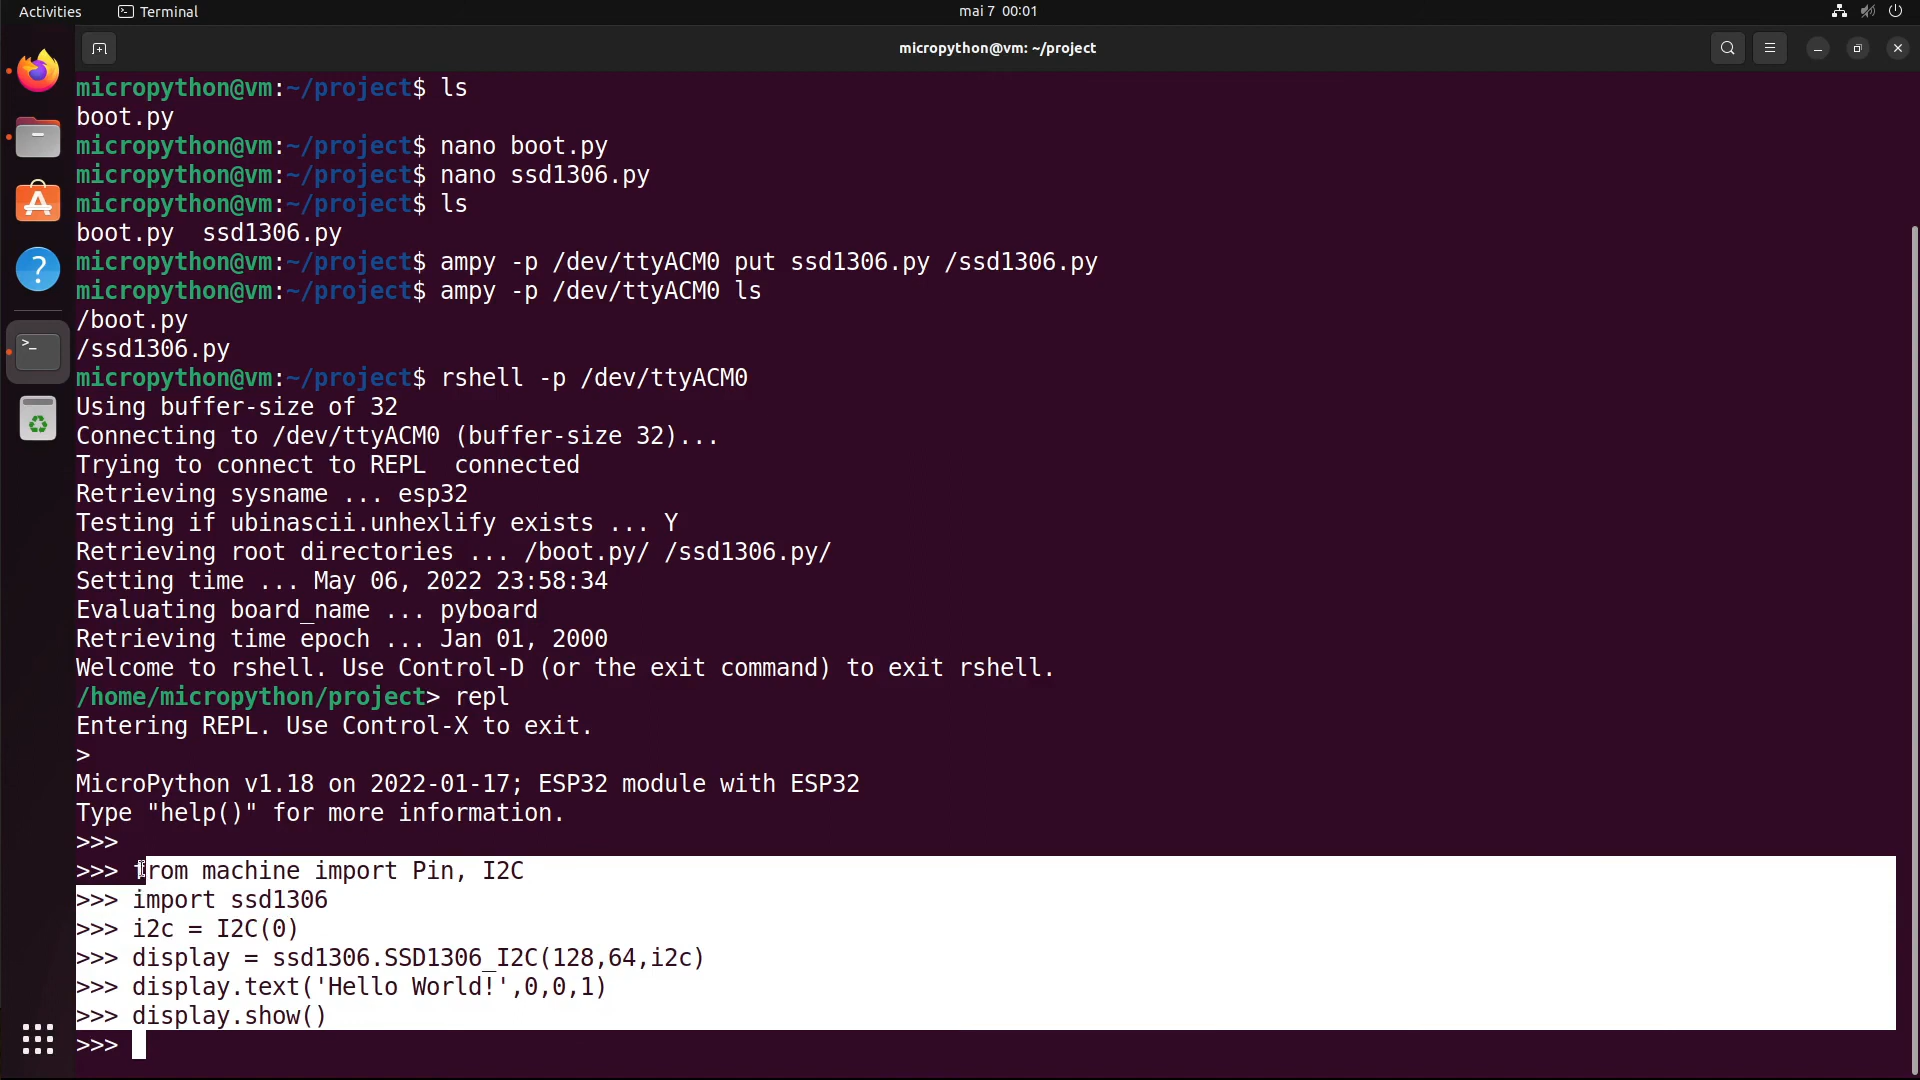 Activities
Terminal
mai 7 00:01
micropython@vm: ~/project
micropython@vm:~/project$ ls
boot.py
micropython@vm:~/project$ nano boot.py
micropython@vm:~/project$ nano ssd1306.py
micropython@vm:~/project$ ls
boot.py  ssd1306.py
micropython@vm:~/project$ ampy -p /dev/ttyACM0 put ssd1306.py /ssd1306.py
micropython@vm:~/project$ ampy -p /dev/ttyACM0 ls
/boot.py
/ssd1306.py
micropython@vm:~/project$ rshell -p /dev/ttyACM0
Using buffer-size of 32
Connecting to /dev/ttyACM0 (buffer-size 32)...
Trying to connect to REPL  connected
Retrieving sysname ... esp32
Testing if ubinascii.unhexlify exists ... Y
Retrieving root directories ... /boot.py/ /ssd1306.py/
Setting time ... May 06, 2022 23:58:34
Evaluating board_name ... pyboard
Retrieving time epoch ... Jan 01, 2000
Welcome to rshell. Use Control-D (or the exit command) to exit rshell.
/home/micropython/project> repl
Entering REPL. Use Control-X to exit.
>
MicroPython v1.18 on 2022-01-17; ESP32 module with ESP32
Type "help()" for more information.
>>>
>>> from machine import Pin, I2C
>>> import ssd1306
>>> i2c = I2C(0)
>>> display = ssd1306.SSD1306_I2C(128,64,i2c)
>>> display.text('Hello World!',0,0,1)
>>> display.show()
>>>